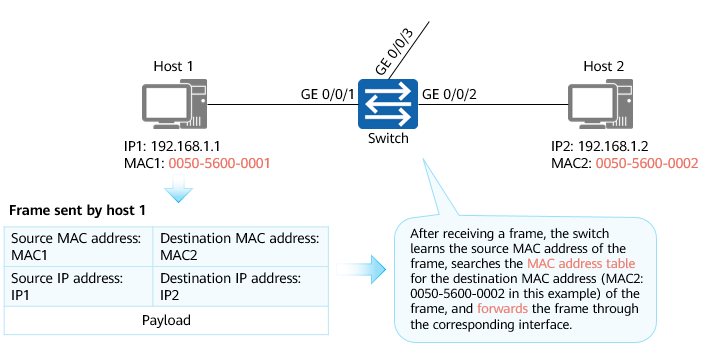 GE 0/0/3
Host 1
Host 2
GE 0/0/1
GE 0/0/2
Switch
IP1: 192.168.1.1
MAC1: 0050-5600-0001
IP2: 192.168.1.2
MAC2: 0050-5600-0002
Frame sent by host 1
Source MAC address:
MAC1
Destination MAC address:
MAC2
Source IP address:
IP1
Destination IP address:
IP2
Payload
After receiving a frame, the switch
learns the source MAC address of the
frame, searches the MAC address table
for the destination MAC address (MAC2:
0050-5600-0002 in this example) of the
frame, and forwards the frame through
the corresponding interface.